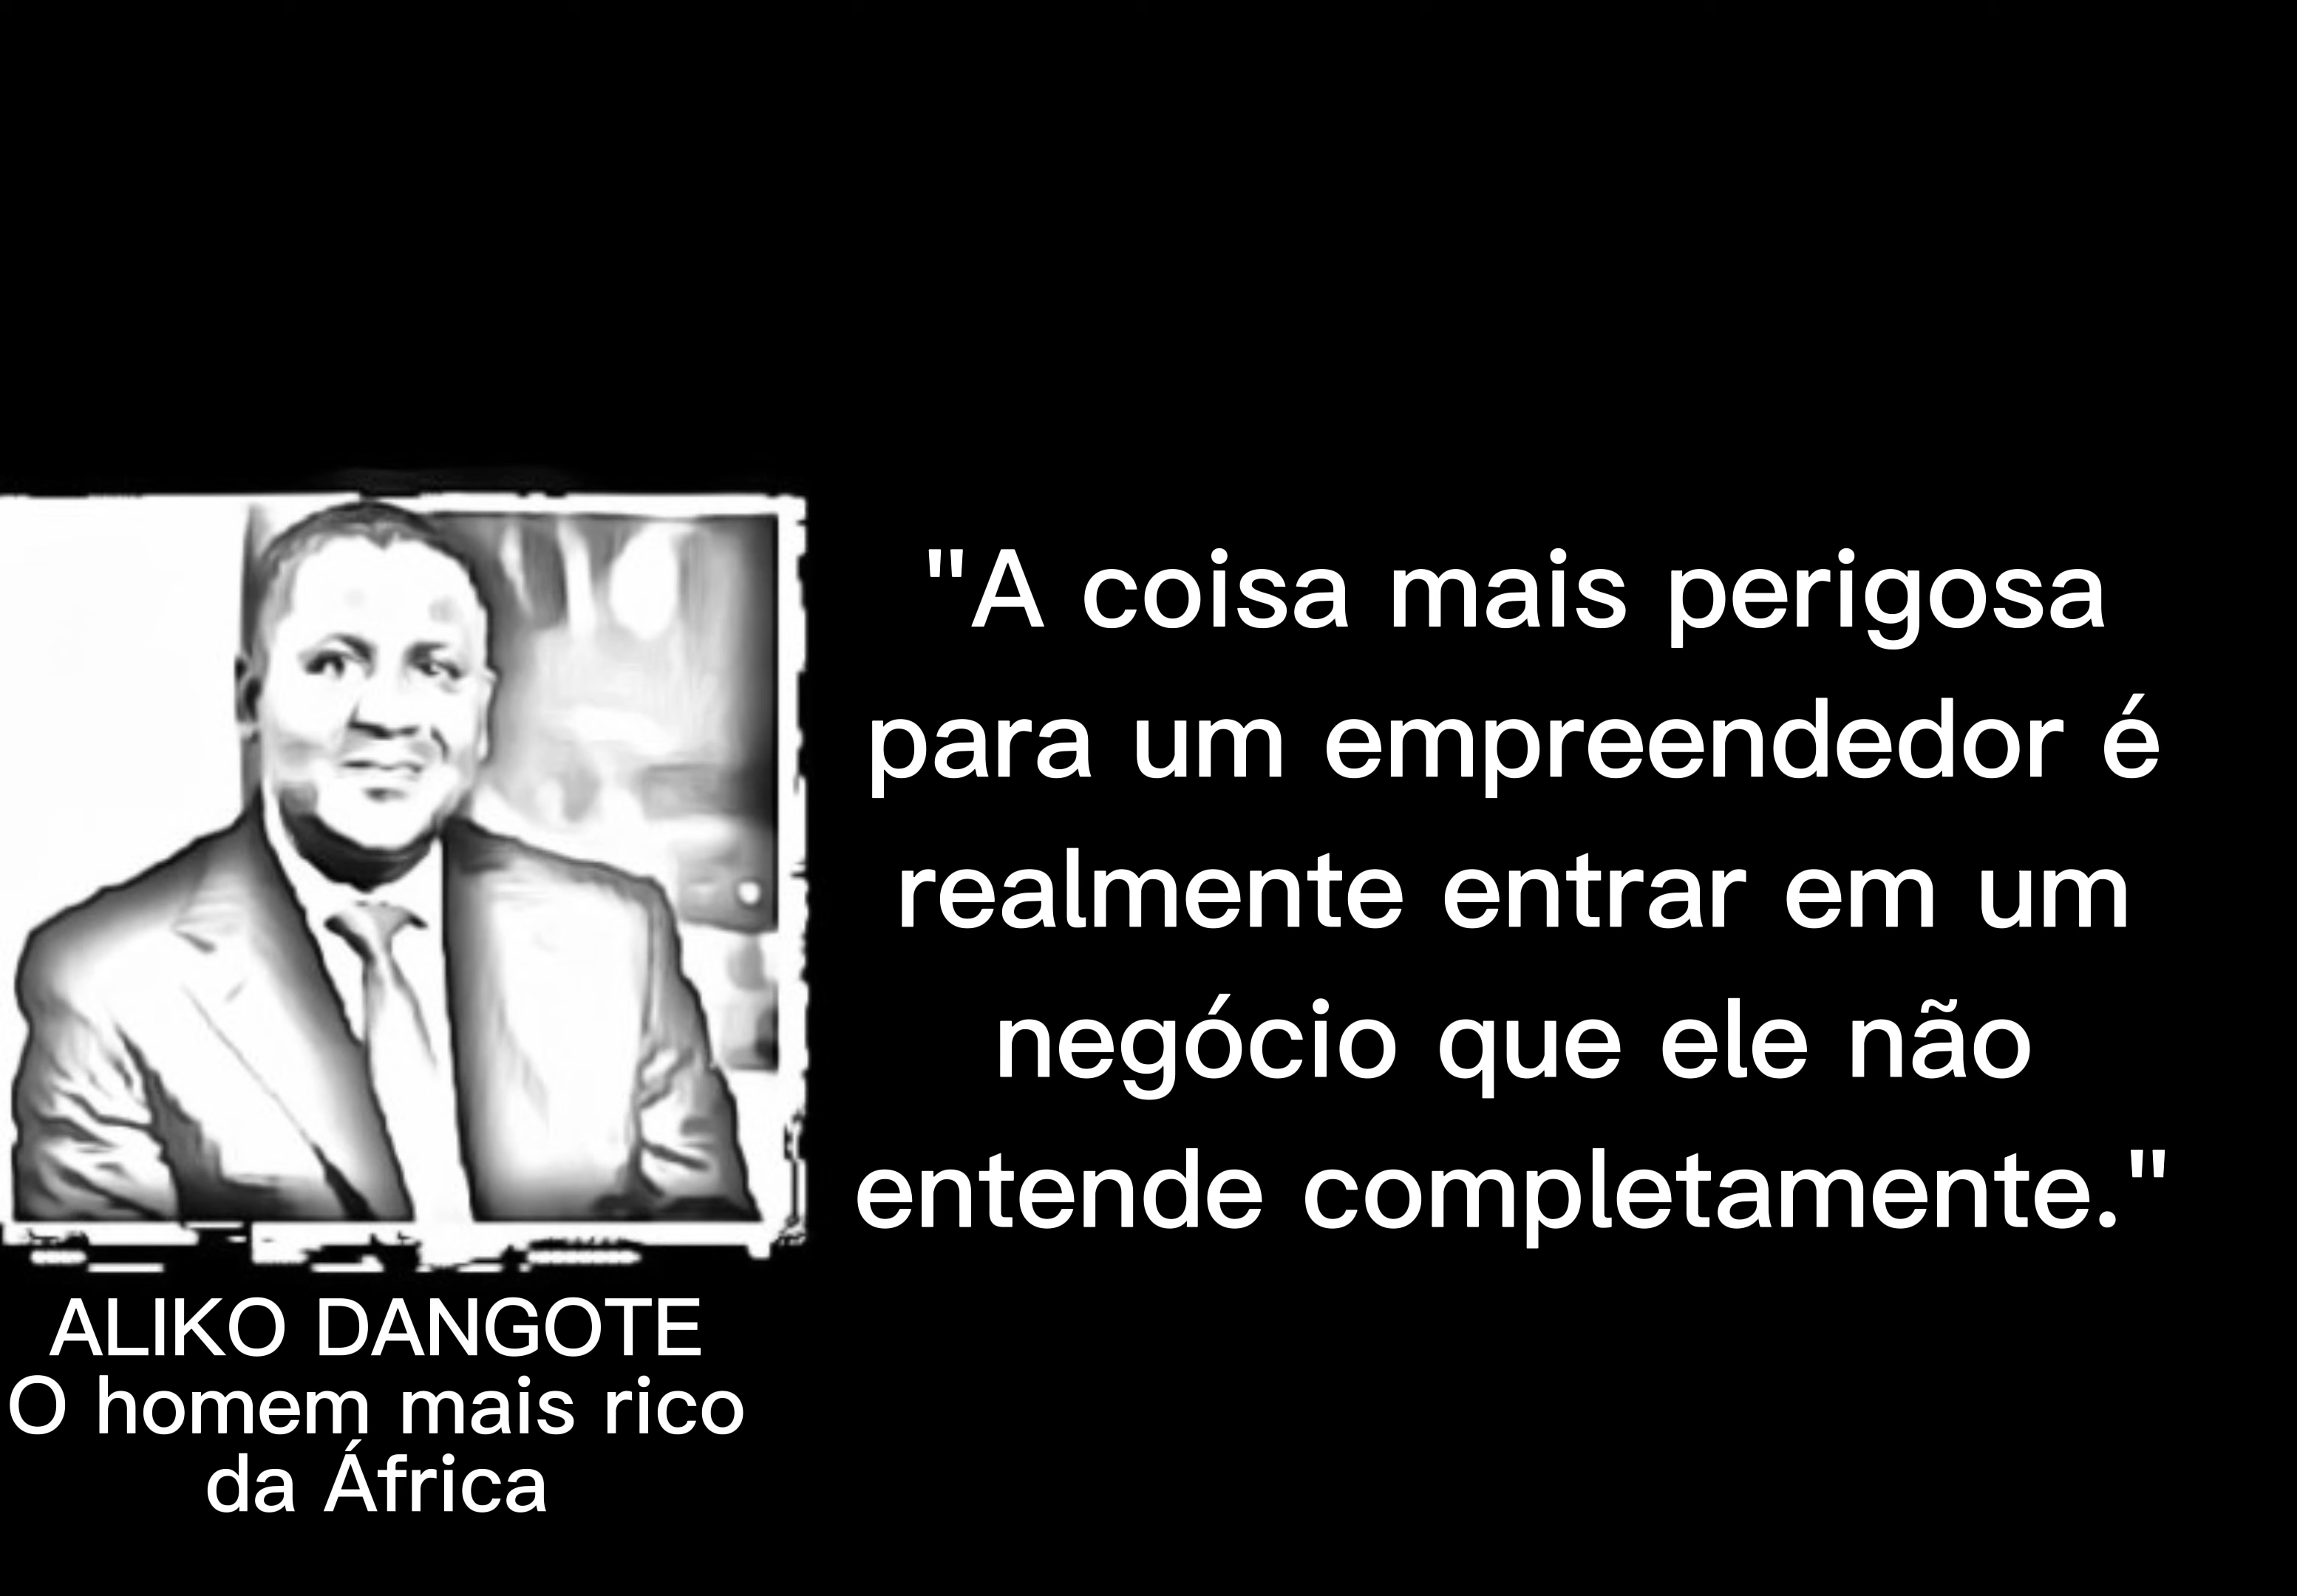 "A coisa mais perigosa
para um empreendedor é
realmente entrar em um
negócio que ele não
entende completamente."
ALIKO DANGOTE
O homem mais rico
da África